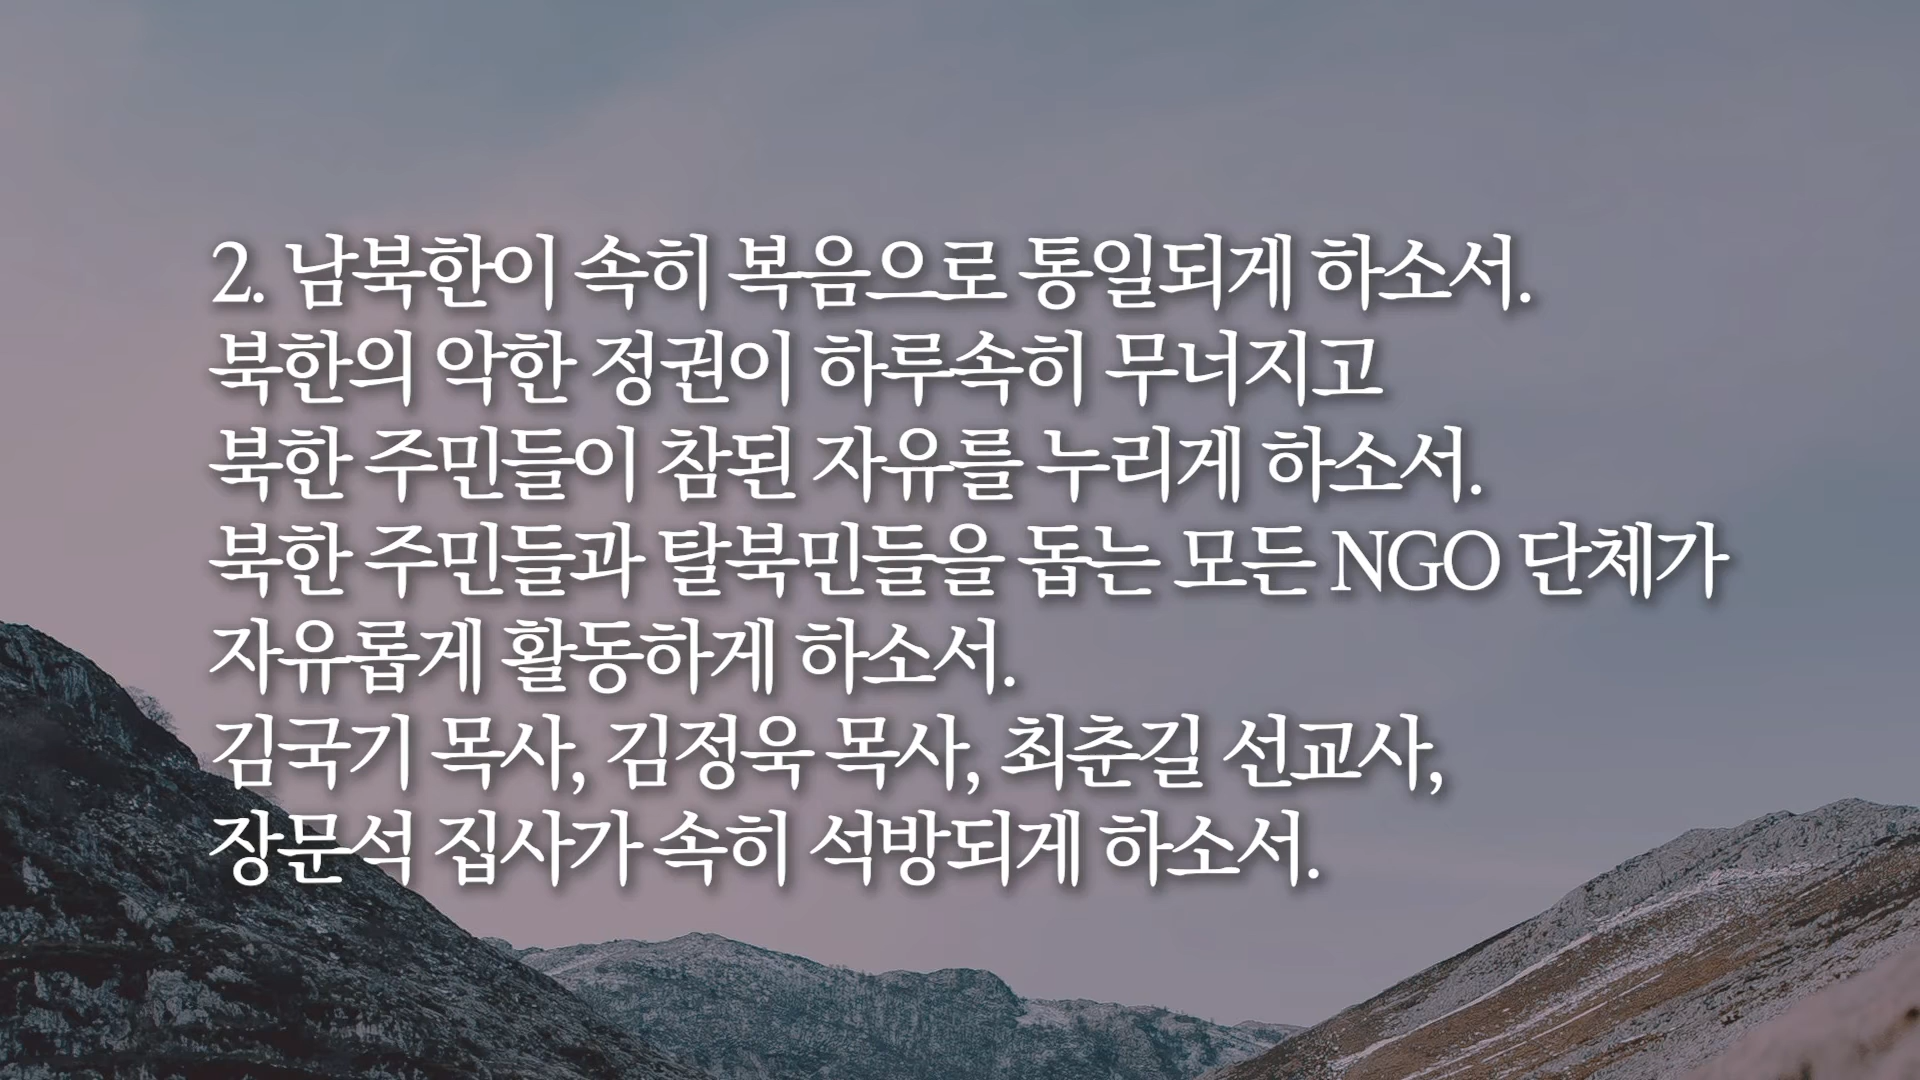 2. 남북한이 속히 복음으로 통일되게 하소서.
북한의 악한 정권이 하루속히 무너지고
북한 주민들이 참된 자유를 누리게 하소서.
북한 주민들과 탈북민들을 돕는 모든 NGO 단체가
자유롭게 활동하게 하소서.
김국기 목사, 김정욱 목사, 최춘길 선교사,
장문석 집사가 속히 석방되게 하소서.